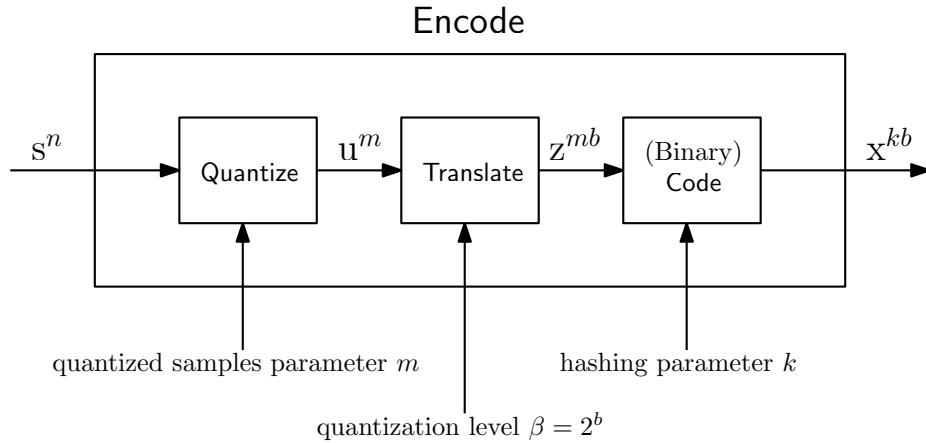 Encode
s^n
Quantize
u^m
Translate
z^{mb}
(Binary)
Code
x^{kb}
quantized samples parameter m
hashing parameter k
quantization level β = 2^b